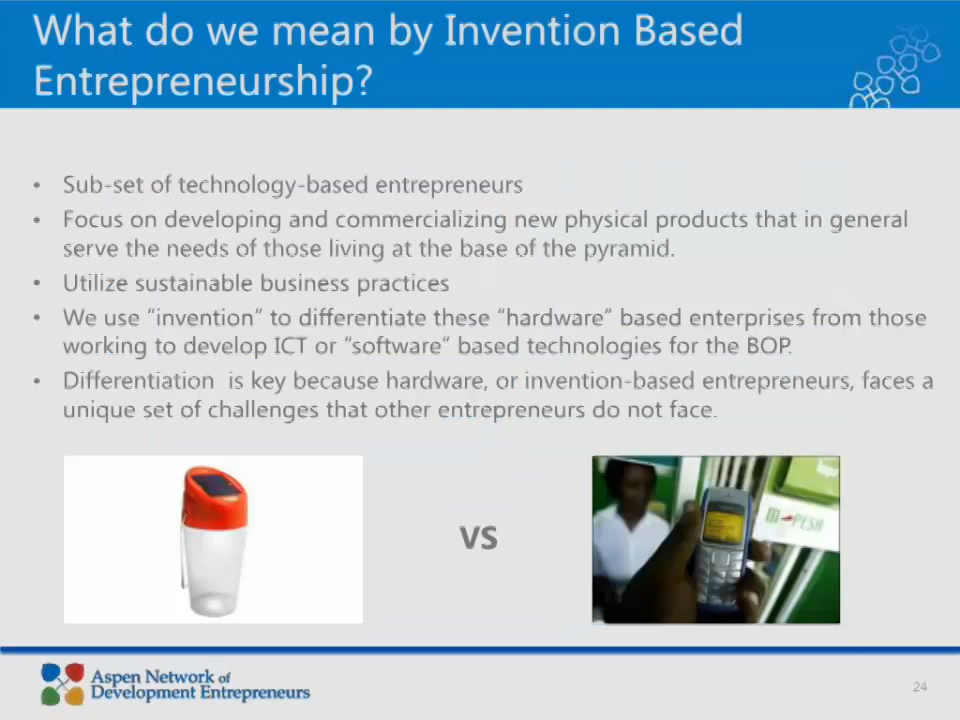 What do we mean by Invention Based
Entrepreneurship?
• Sub-set of technology-based entrepreneurs
• Focus on developing and commercializing new physical products that in general
serve the needs of those living at the base of the pyramid.
• Utilize sustainable business practices
• We use “invention” to differentiate these “hardware” based enterprises from those
working to develop ICT or “software” based technologies for the BOP.
• Differentiation  is key because hardware, or invention-based entrepreneurs, faces a
unique set of challenges that other entrepreneurs do not face.
VS
M-PESA
Aspen Network of
Development Entrepreneurs
24